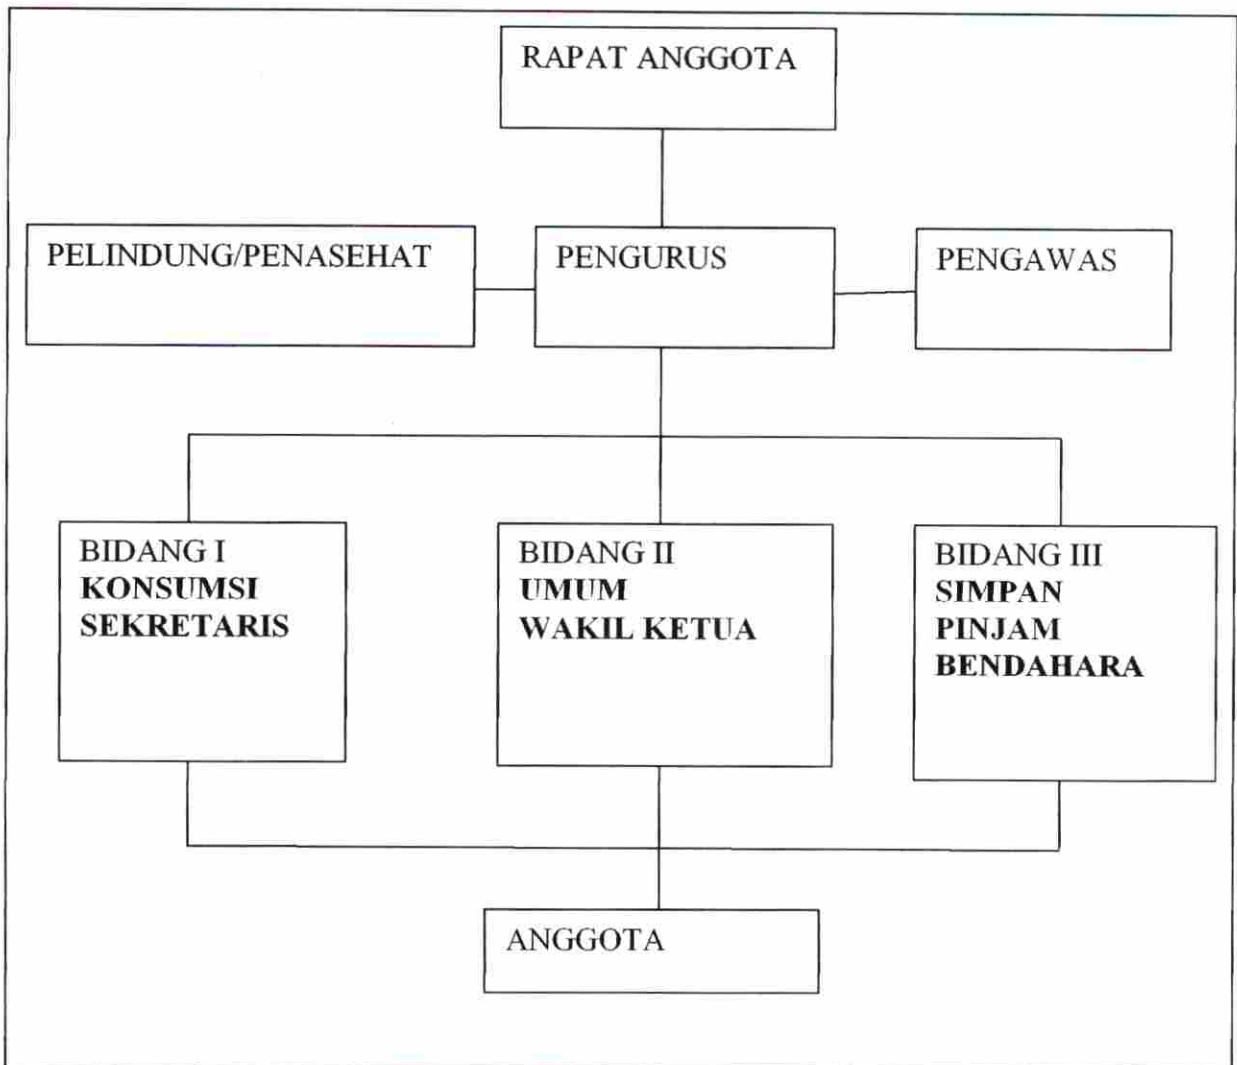 RAPAT ANGGOTA
PELINDUNG/PENASEHAT
PENGURUS
PENGAWAS
BIDANG I
KONSUMSI
SEKRETARIS
BIDANG II
UMUM
WAKIL KETUA
BIDANG III
SIMPAN
PINJAM
BENDAHARA
ANGGOTA